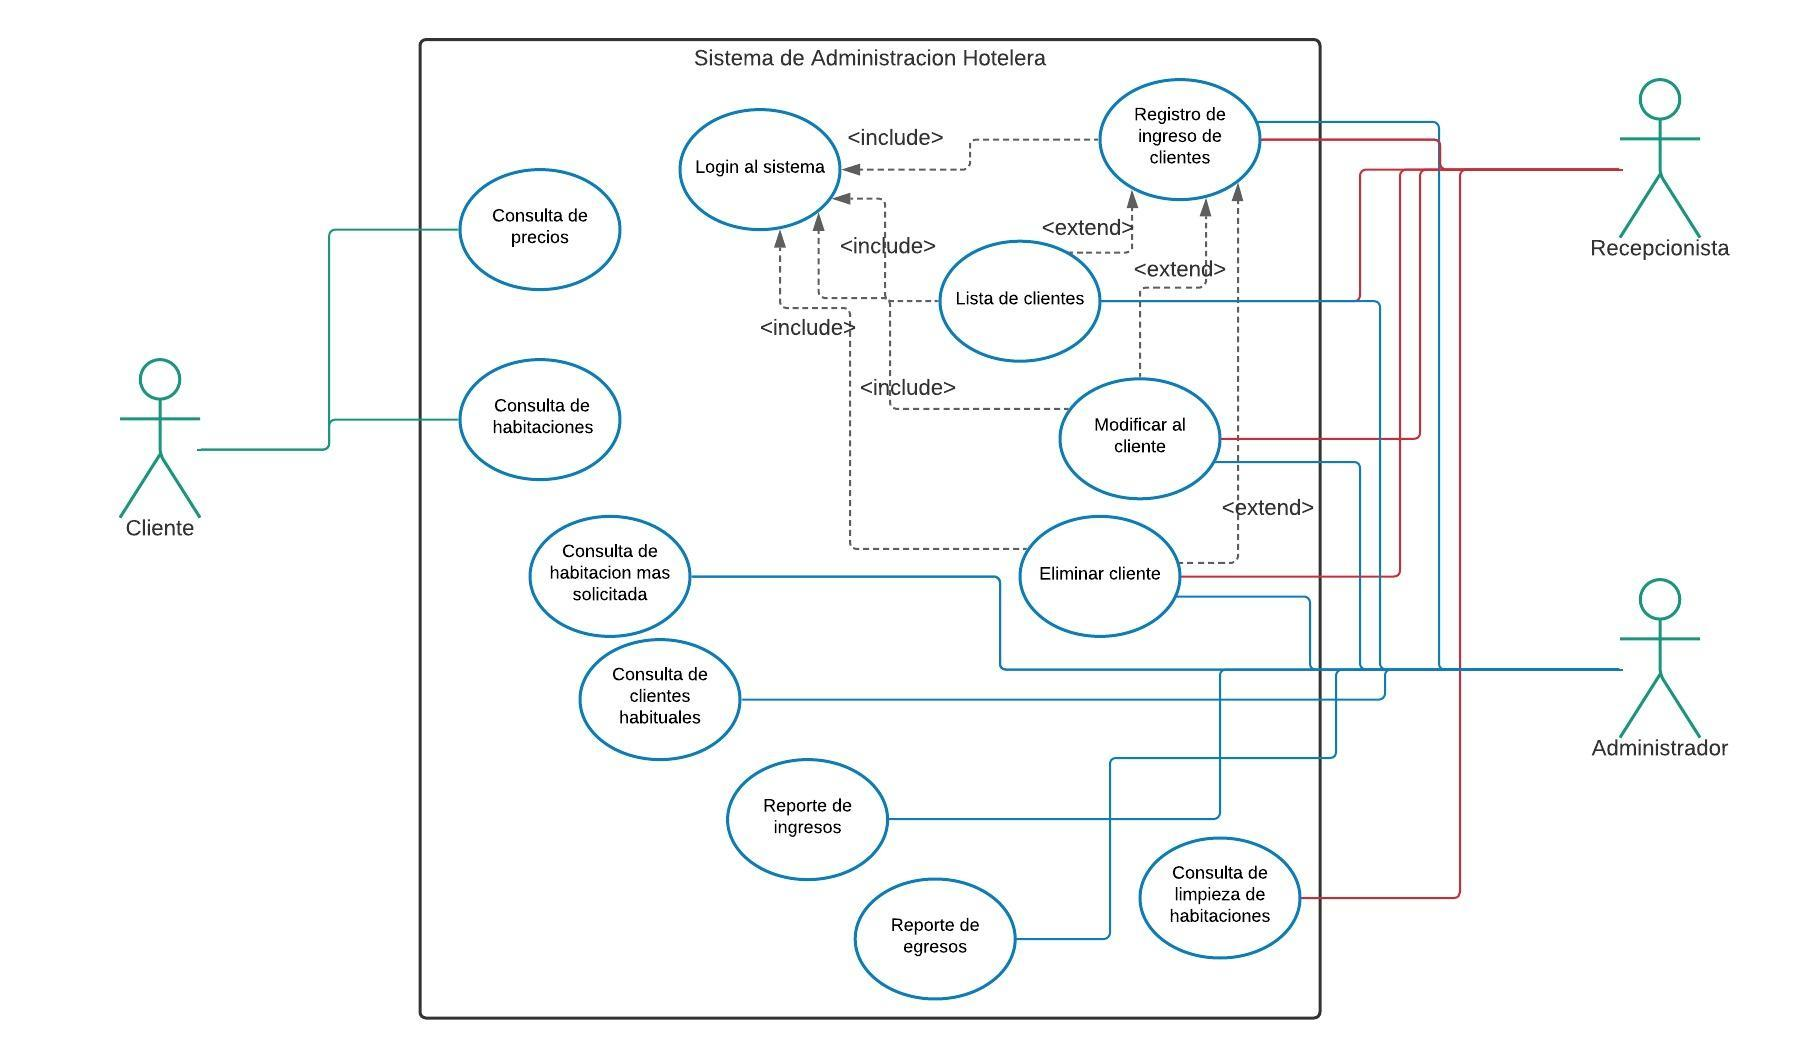 Sistema de Administracion Hotelera
Registro de
ingreso de
clientes
<include>
Login al sistema
Consulta de
precios
<extend>
<include>
Recepcionista
<extend>
Lista de clientes
<include>
<include>
Consulta de
habitaciones
Modificar al
cliente
<extend>
Cliente
Consulta de
habitacion mas
solicitada
Eliminar cliente
Consulta de
clientes
habituales
Administrador
Reporte de
ingresos
Consulta de
limpieza de
habitaciones
Reporte de
egresos